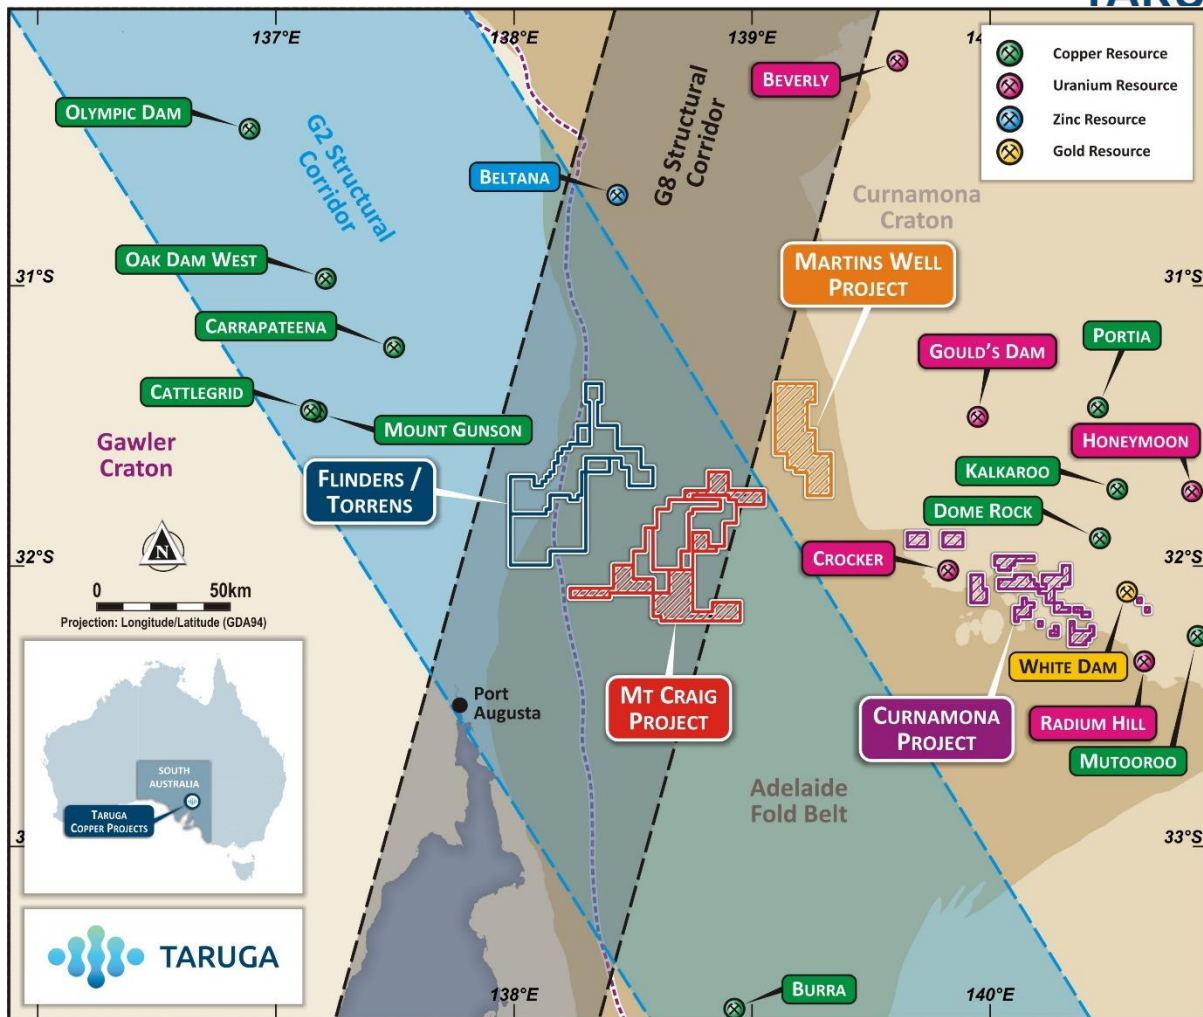 TARU
137°E
138°E
139°E
14
Copper Resource
Uranium Resource
Zinc Resource
Gold Resource
BEVERLY
OLYMPIC DAM
G2 Structural
Corridor
BELTANA
G8 Structural
Corridor
Curnamona
Craton
OAK DAM WEST
31°S
31°S
MARTINS WELL
PROJECT
CARRAPATEENA
GOULD'S DAM
PORTIA
CATTLEGRID
MOUNT GUNSON
HONEYMOON
Gawler
Craton
FLINDERS /
TORRENS
KALKAROO
DOME ROCK
N
32°S
32°S
CROCKER
0 50km
Projection: Longitude/Latitude (GDA94)
WHITE DAM
Port
Augusta
MT CRAIG
PROJECT
CURNAMONA
PROJECT
RADIUM HILL
MUTOOROO
SOUTH
AUSTRALIA
TARUGA
COPPER PROJECTS
Adelaide
Fold Belt
33°S
TARUGA
BURRA
138°E
140°E